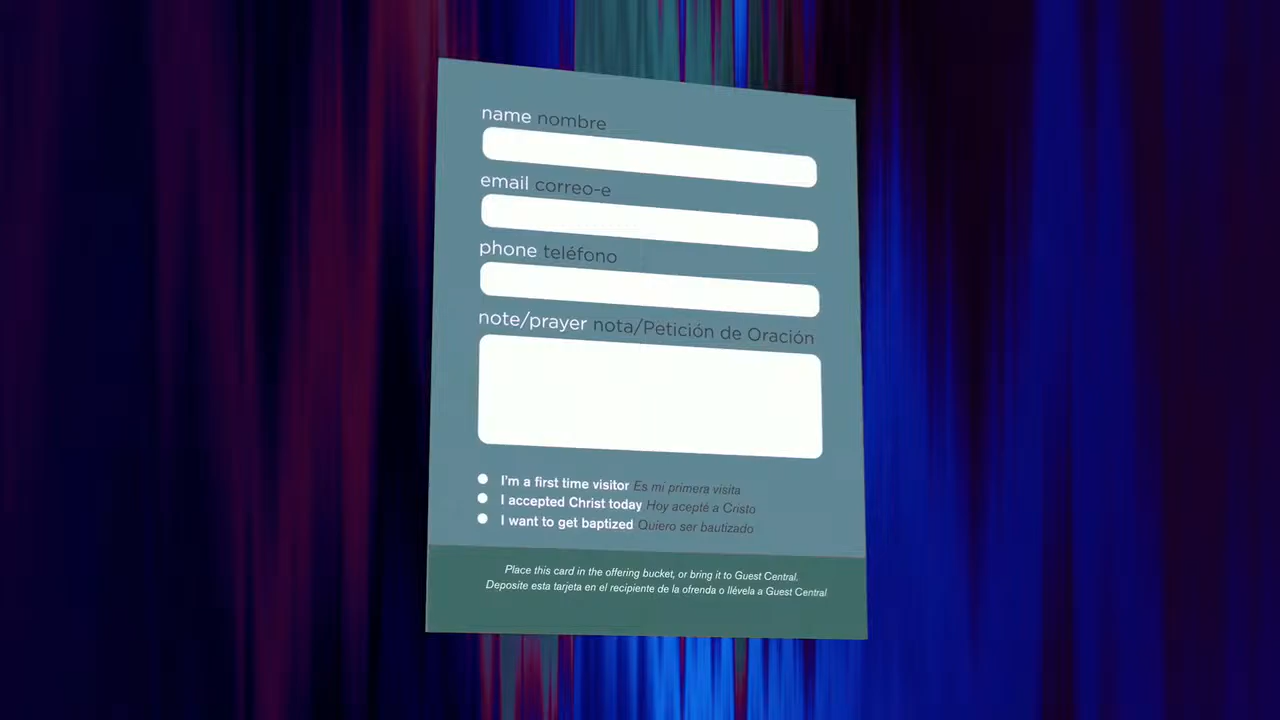 name nombre
email correo-e
phone teléfono
note/prayer nota/Petición de Oración
I'm a first time visitor Es mi primera visita
I accepted Christ today Hoy acepté a Cristo
I want to get baptized Quiero ser bautizado
Place this card in the offering bucket, or bring it to Guest Central.
Deposite esta tarjeta en el recipiente de la ofrenda o llévela a Guest Central